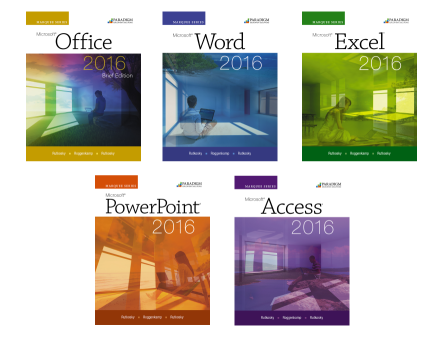 MARQUEE SERIES
PARADIGM
Microsoft®
Office
2016
Brief Edition
Rutkosky • Roggenkamp • Rutkosky
MARQUEE SERIES
PARADIGM
Microsoft®
Word
2016
Rutkosky • Roggenkamp • Rutkosky
MARQUEE SERIES
PARADIGM
Microsoft®
Excel
2016
Rutkosky • Roggenkamp • Rutkosky
MARQUEE SERIES
PARADIGM
Microsoft®
PowerPoint®
2016
Rutkosky • Roggenkamp • Rutkosky
MARQUEE SERIES
PARADIGM
Microsoft®
Access
2016
Rutkosky • Roggenkamp • Rutkosky